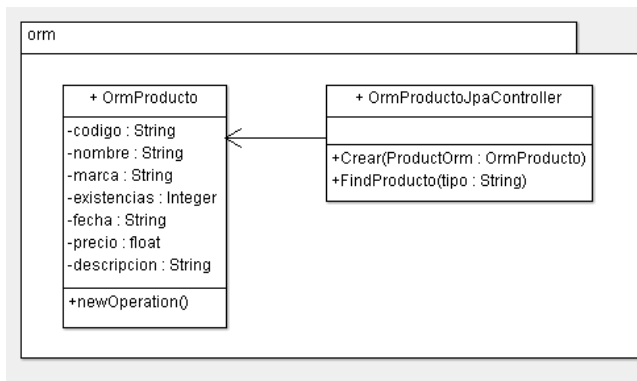 orm
+ OrmProducto
-codigo : String
-nombre : String
-marca : String
-existencias : Integer
-fecha : String
-precio : float
-descripcion : String
+newOperation()
+ OrmProductoJpaController
+Crear(ProductOrm : OrmProducto)
+FindProducto(tipo : String)